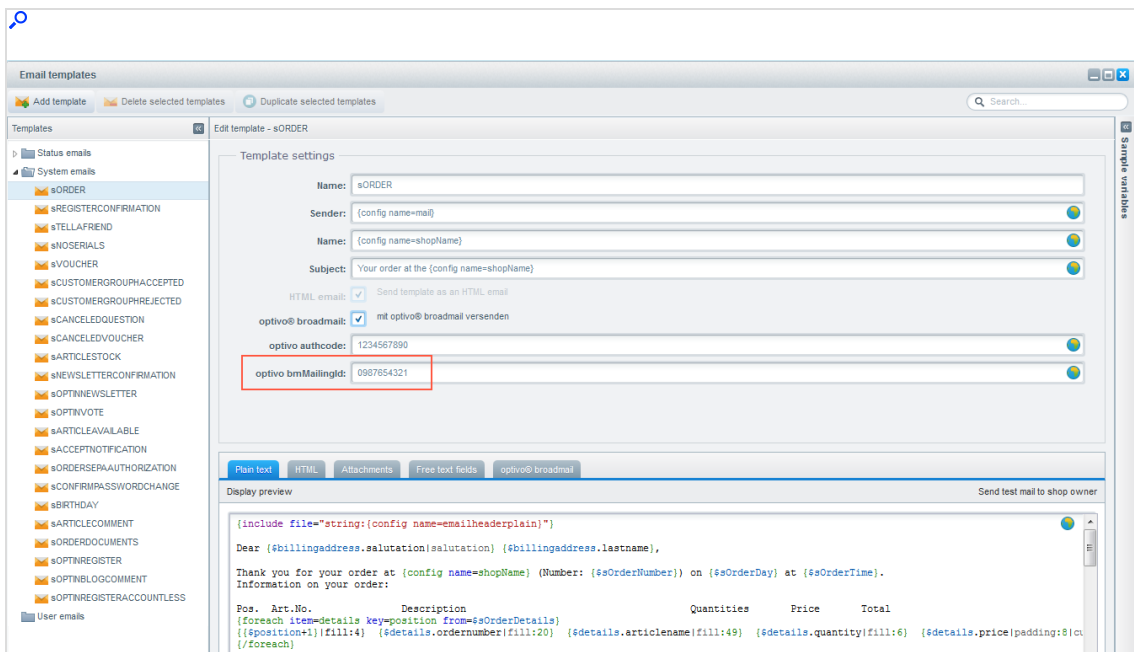 Email templates
Add template Delete selected templates Duplicate selected templates Search...
Templates
Edit template - sORDER
Sample variables
Status emails
System emails
sORDER
sREGISTERCONFIRMATION
sTELLAFRIEND
sNOSERIALS
sVOUCHER
sCUSTOMERGROUPHACCEPTED
sCUSTOMERGROUPHREJECTED
sCANCELEDQUESTION
sCANCELEDVOUCHER
sARTICLESTOCK
sNEWSLETTERCONFIRMATION
sOPTINNEWSLETTER
sOPTINVOTE
sARTICLEAVAILABLE
sACCEPTNOTIFICATION
sORDERSEPAAUTHORIZATION
sCONFIRMPASSWORDCHANGE
sBIRTHDAY
sARTICLECOMMENT
sORDERDOCUMENTS
sOPTINREGISTER
sOPTINBLOGCOMMENT
sOPTINREGISTERACCOUNTLESS
User emails
Template settings
Name: sORDER
Sender: {config name=mail}
Name: {config name=shopName}
Subject: Your order at the {config name=shopName}
HTML email: Send template as an HTML email
optivo® broadmail: mit optivo® broadmail versenden
optivo authcode: 1234567890
optivo bmMailingId: 0987654321
Plain text HTML Attachments Free text fields optivo® broadmail
Display preview Send test mail to shop owner
{include file="string:{config name=emailheaderplain}"}
Dear {$billingaddress.salutation|salutation} {$billingaddress.lastname},
Thank you for your order at {config name=shopName} (Number: {$sOrderNumber}) on {$sOrderDay} at {$sOrderTime}.
Information on your order:
Pos. Art.No. Description Quantities Price Total
{foreach item=details key=position from=$sOrderDetails}
{{$position+1}|fill:4} {$details.ordernumber|fill:20} {$details.articlename|fill:49} {$details.quantity|fill:6} {$details.price|padding:8|cu
{/foreach}